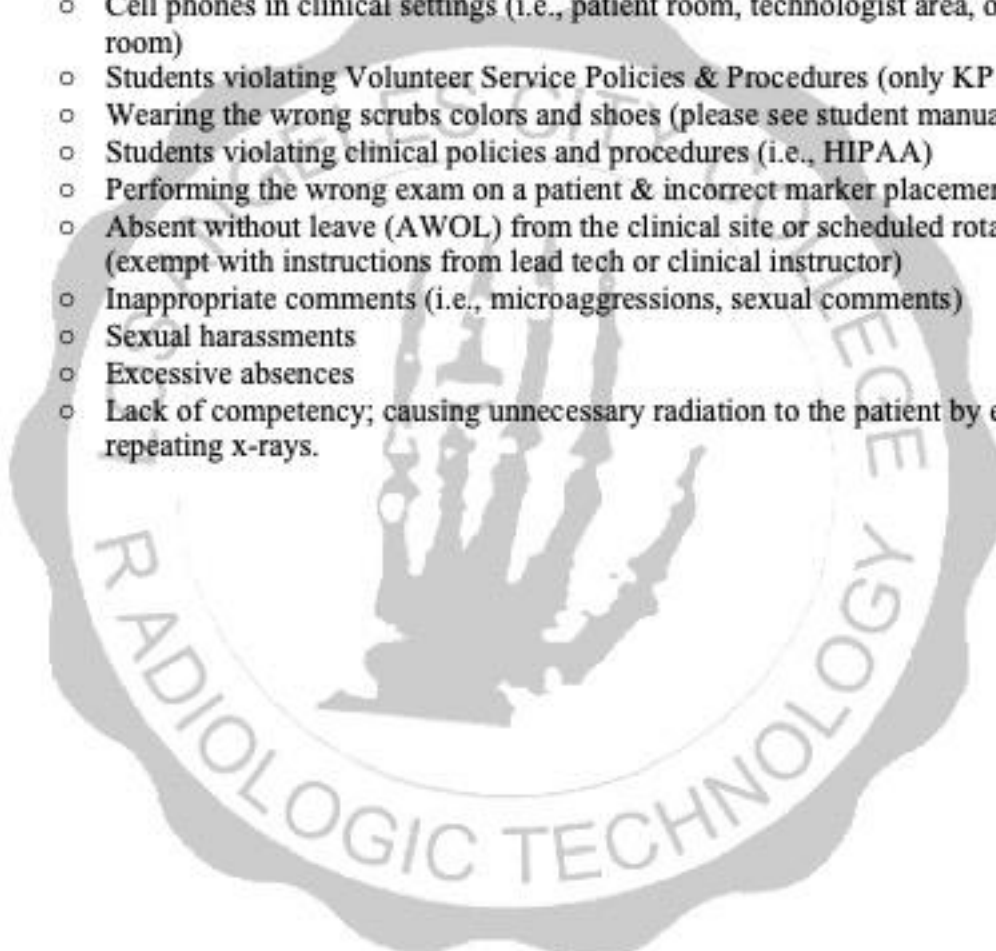 Cell phones in clinical settings (i.e., patient room, technologist area,
room)
Students violating Volunteer Service Policies & Procedures (only KP
Wearing the wrong scrubs colors and shoes (please see student
Students violating clinical policies and procedures (i.e., HIPAA)
Performing the wrong exam on a patient & incorrect marker
Absent without leave (AWOL) from the clinical site or scheduled
(exempt with instructions from lead tech or clinical instructor)
Inappropriate comments (i.e., microaggressions, sexual comments)
Sexual harassments
Excessive absences
Lack of competency; causing unnecessary radiation to the patient by
repeating x-rays.
ANGELES CITY COLLEGE
RADIOLOGIC TECHNOLOGY